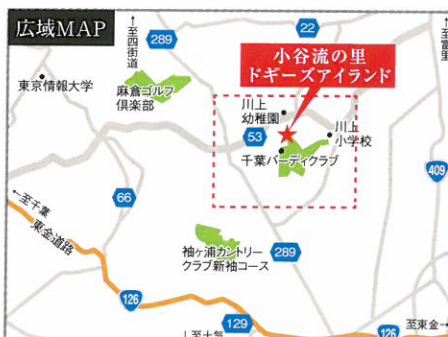 広域MAP
←至四街道
289
22
至富里→
小谷流の里
ドギーズアイランド
東京情報大学
麻倉ゴルフ
倶楽部
川上
幼稚園
53
川上
小学校
千葉バーディクラブ
409
66
←至千葉
東金道路
袖ヶ浦カントリー
クラブ新袖コース
289
126
129
126
至東金→